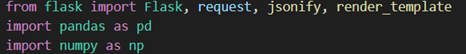 from flask import Flask, request, jsonify, render_template
import pandas as pd
import numpy as np